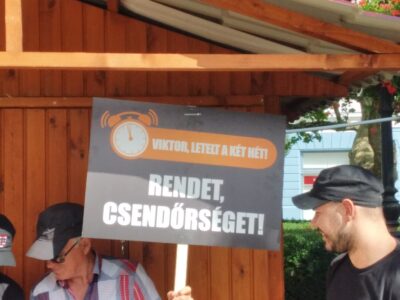 VIKTOR, LETELT A KÉT HÉT!
RENDET,
CSENDŐRSÉGET!